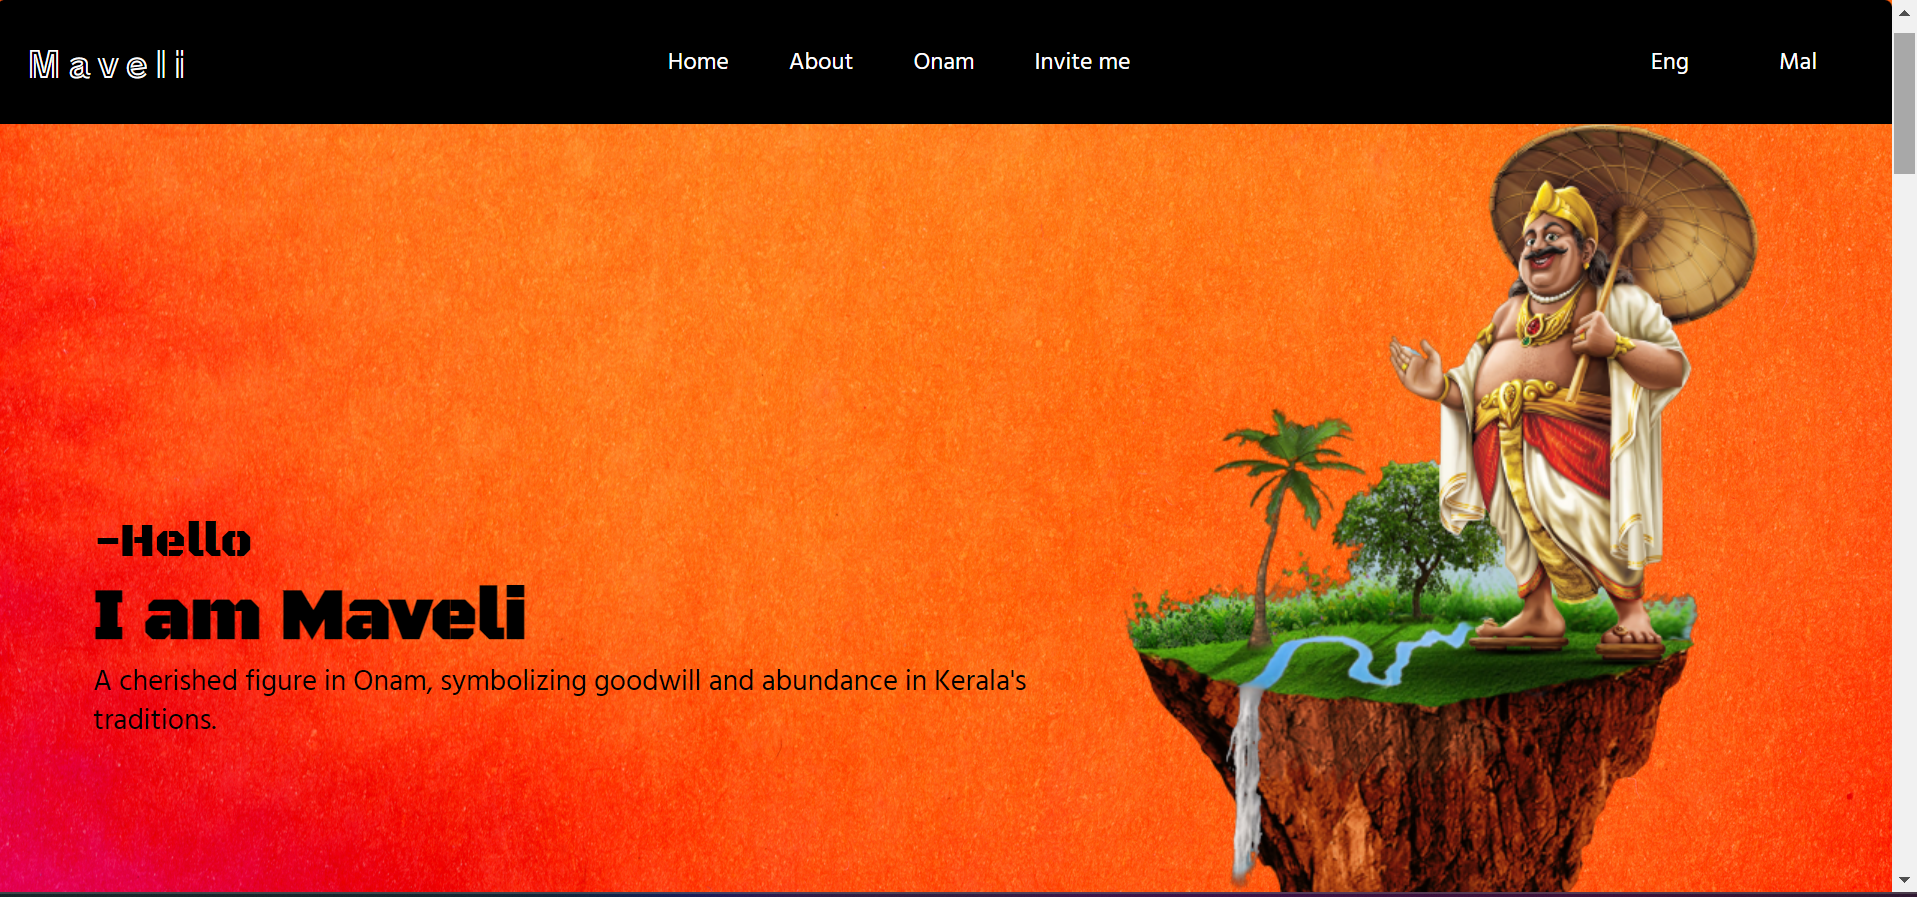 Maveli
Home About Onam Invite me
Eng Mal
-Hello
I am Maveli
A cherished figure in Onam, symbolizing goodwill and abundance in Kerala's
traditions.